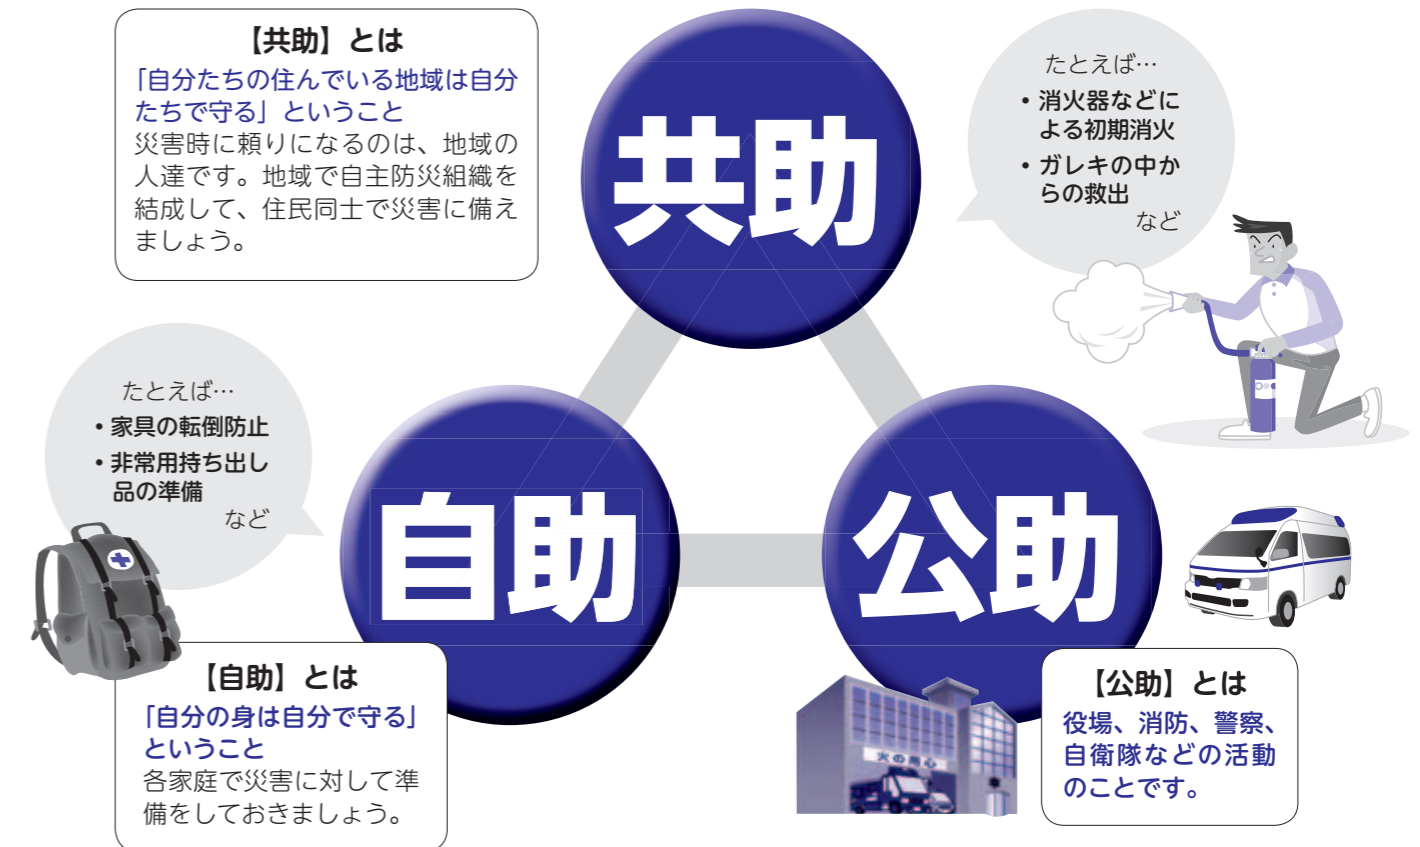 【共助】とは
「自分たちの住んでいる地域は自分
たちで守る」ということ
災害時に頼りになるのは、地域の
人達です。地域で自主防災組織を
結成して、住民同士で災害に備え
ましょう。
共助
たとえば…
・消火器などに
よる初期消火
・ガレキの中か
らの救出
など
たとえば…
・家具の転倒防止
・非常用持ち出し
品の準備
など
自助
公助
【自助】とは
「自分の身は自分で守る」
ということ
各家庭で災害に対して準
備をしておきましょう。
火の用心
【公助】とは
役場、消防、警察、
自衛隊などの活動
のことです。